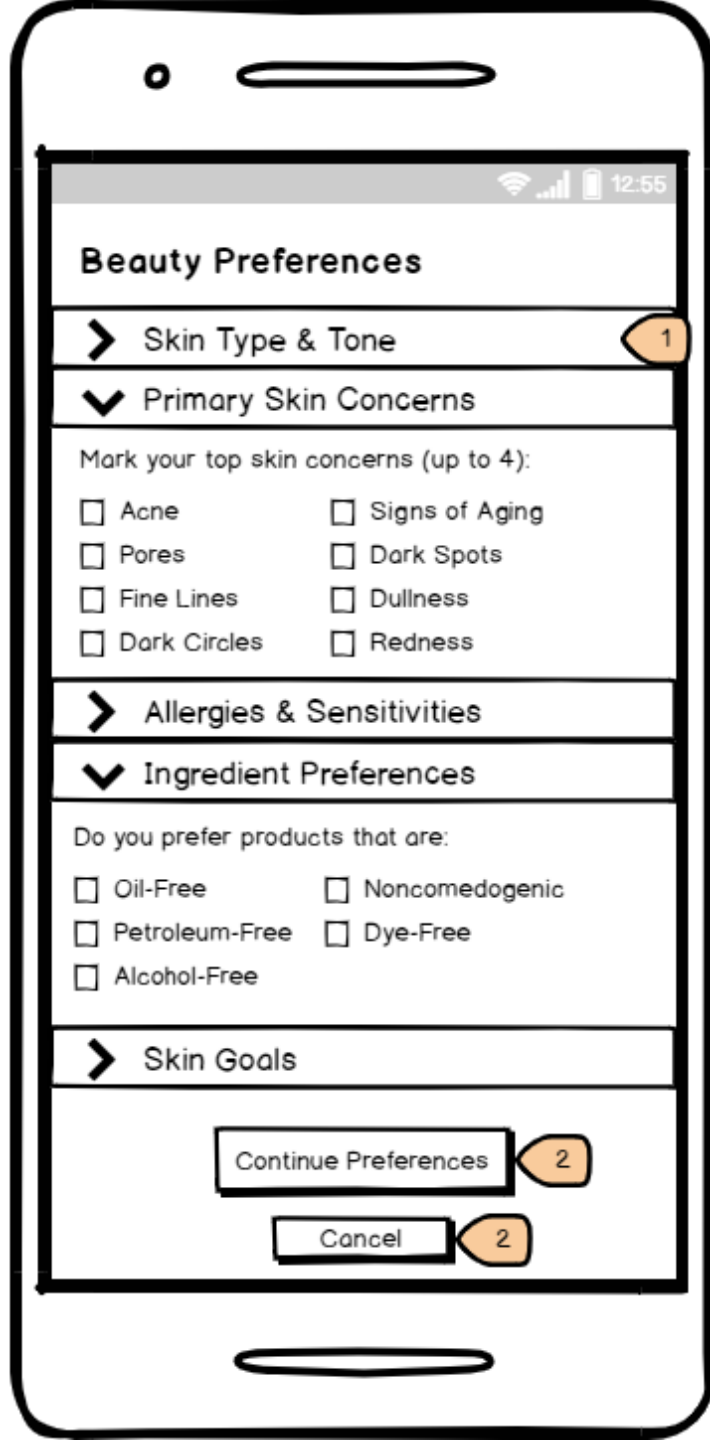 12:55
Beauty Preferences
Skin Type & Tone 1
Primary Skin Concerns
Mark your top skin concerns (up to 4):
Acne Signs of Aging
Pores Dark Spots
Fine Lines Dullness
Dark Circles Redness
Allergies & Sensitivities
Ingredient Preferences
Do you prefer products that are:
Oil-Free Noncomedogenic
Petroleum-Free Dye-Free
Alcohol-Free
Skin Goals
Continue Preferences 2
Cancel 2